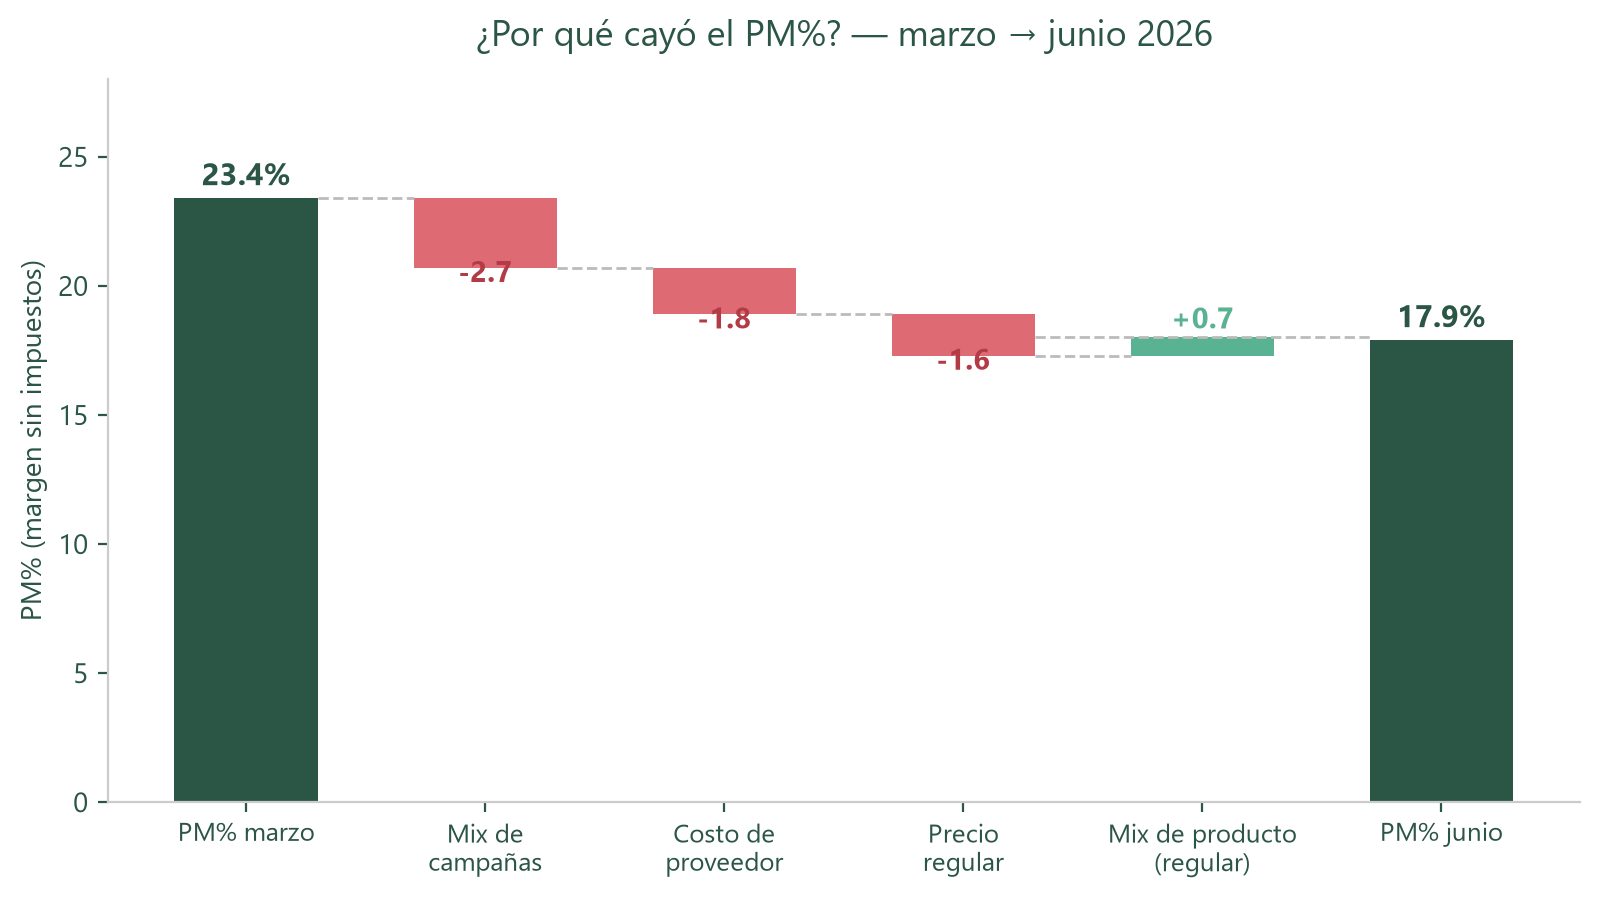 ¿Por qué cayó el PM%? — marzo → junio 2026
PM% (margen sin impuestos)
25
20
15
10
5
0
23.4%
-2.7
-1.8
-1.6
+0.7
17.9%
PM% marzo
Mix de
campañas
Costo de
proveedor
Precio
regular
Mix de producto
(regular)
PM% junio